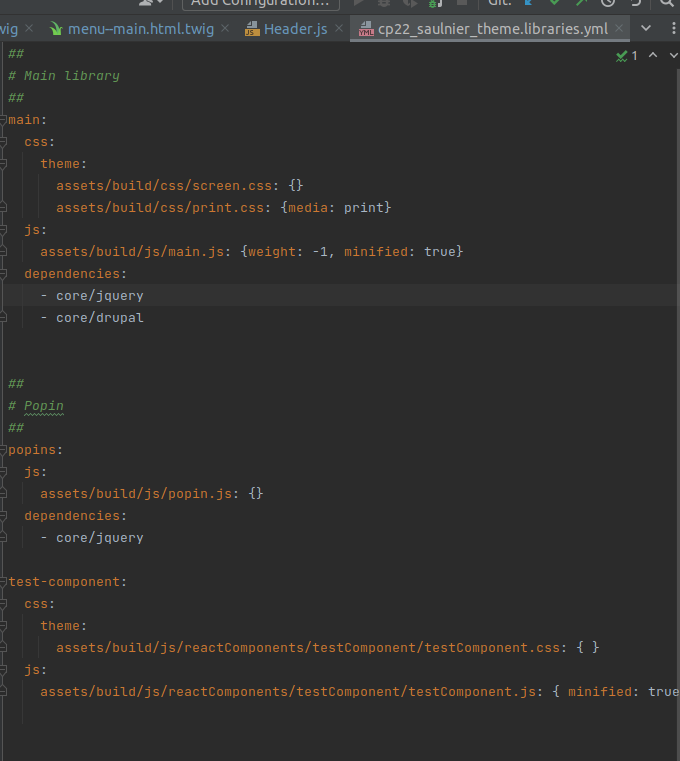 Add Configuration...
Git:
wig
menu--main.html.twig
Header.js
cp22_saulnier_theme.libraries.yml
1
##
# Main library
##
main:
css:
theme:
assets/build/css/screen.css: {}
assets/build/css/print.css: {media: print}
js:
assets/build/js/main.js: {weight: -1, minified: true}
dependencies:
- core/jquery
- core/drupal
##
# Popin
##
popins:
js:
assets/build/js/popin.js: {}
dependencies:
- core/jquery
test-component:
css:
theme:
assets/build/js/reactComponents/testComponent/testComponent.css: { }
js:
assets/build/js/reactComponents/testComponent/testComponent.js: { minified: true